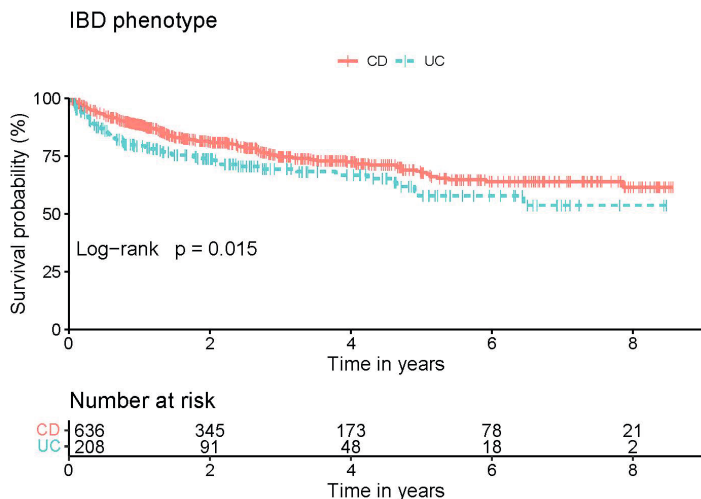 IBD phenotype
CD UC
Survival probability (%)
100
75
50
25
0
Log-rank p = 0.015
0 2 4 6 8
Time in years
Number at risk
CD 636 345 173 78 21
UC 208 91 48 18 2
0 2 4 6 8
Time in years